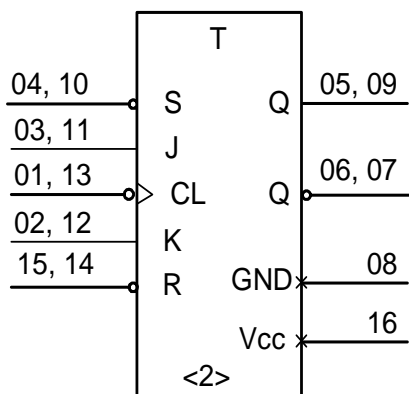 T
04, 10 S Q 05, 09
03, 11 J
01, 13 CL Q 06, 07
02, 12 K
15, 14 R GND 08
Vcc 16
<2>